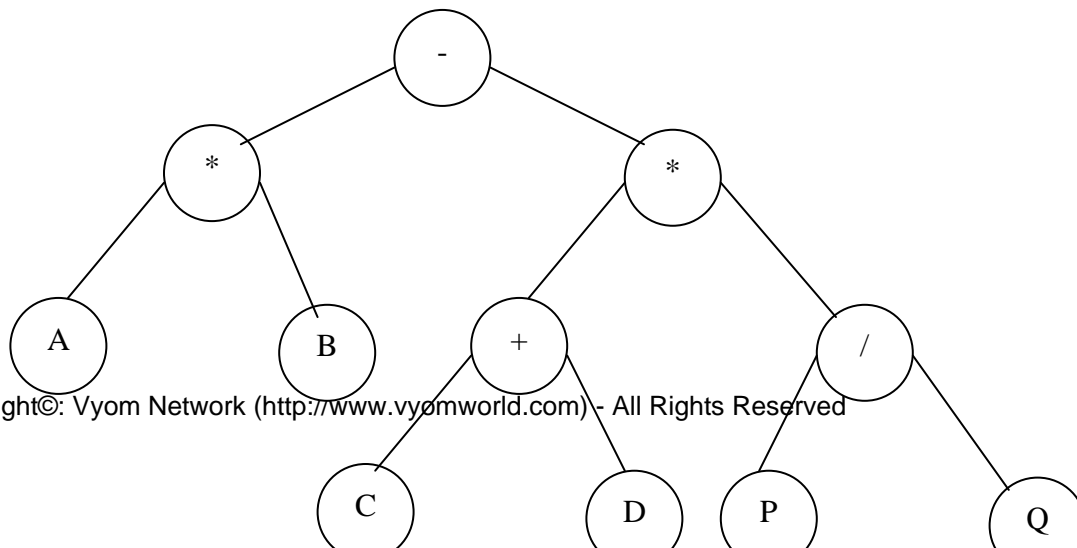 -
* *
A B + /
ght©: Vyom Network (http://www.vyomworld.com) - All Rights Reserved
C D P Q